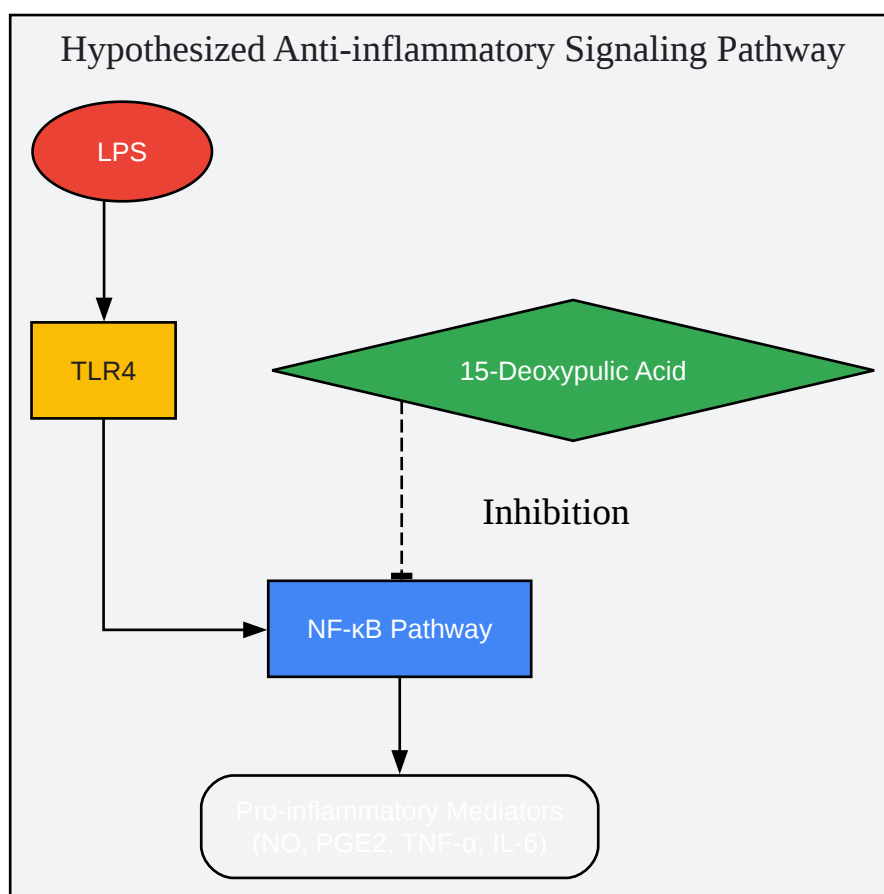 Hypothesized Anti-inflammatory Signaling Pathway
LPS
TLR4
15-Deoxypulic Acid
Inhibition
NF-κB Pathway
Pro-inflammatory Mediators
(NO, PGE2, TNF-α, IL-6)